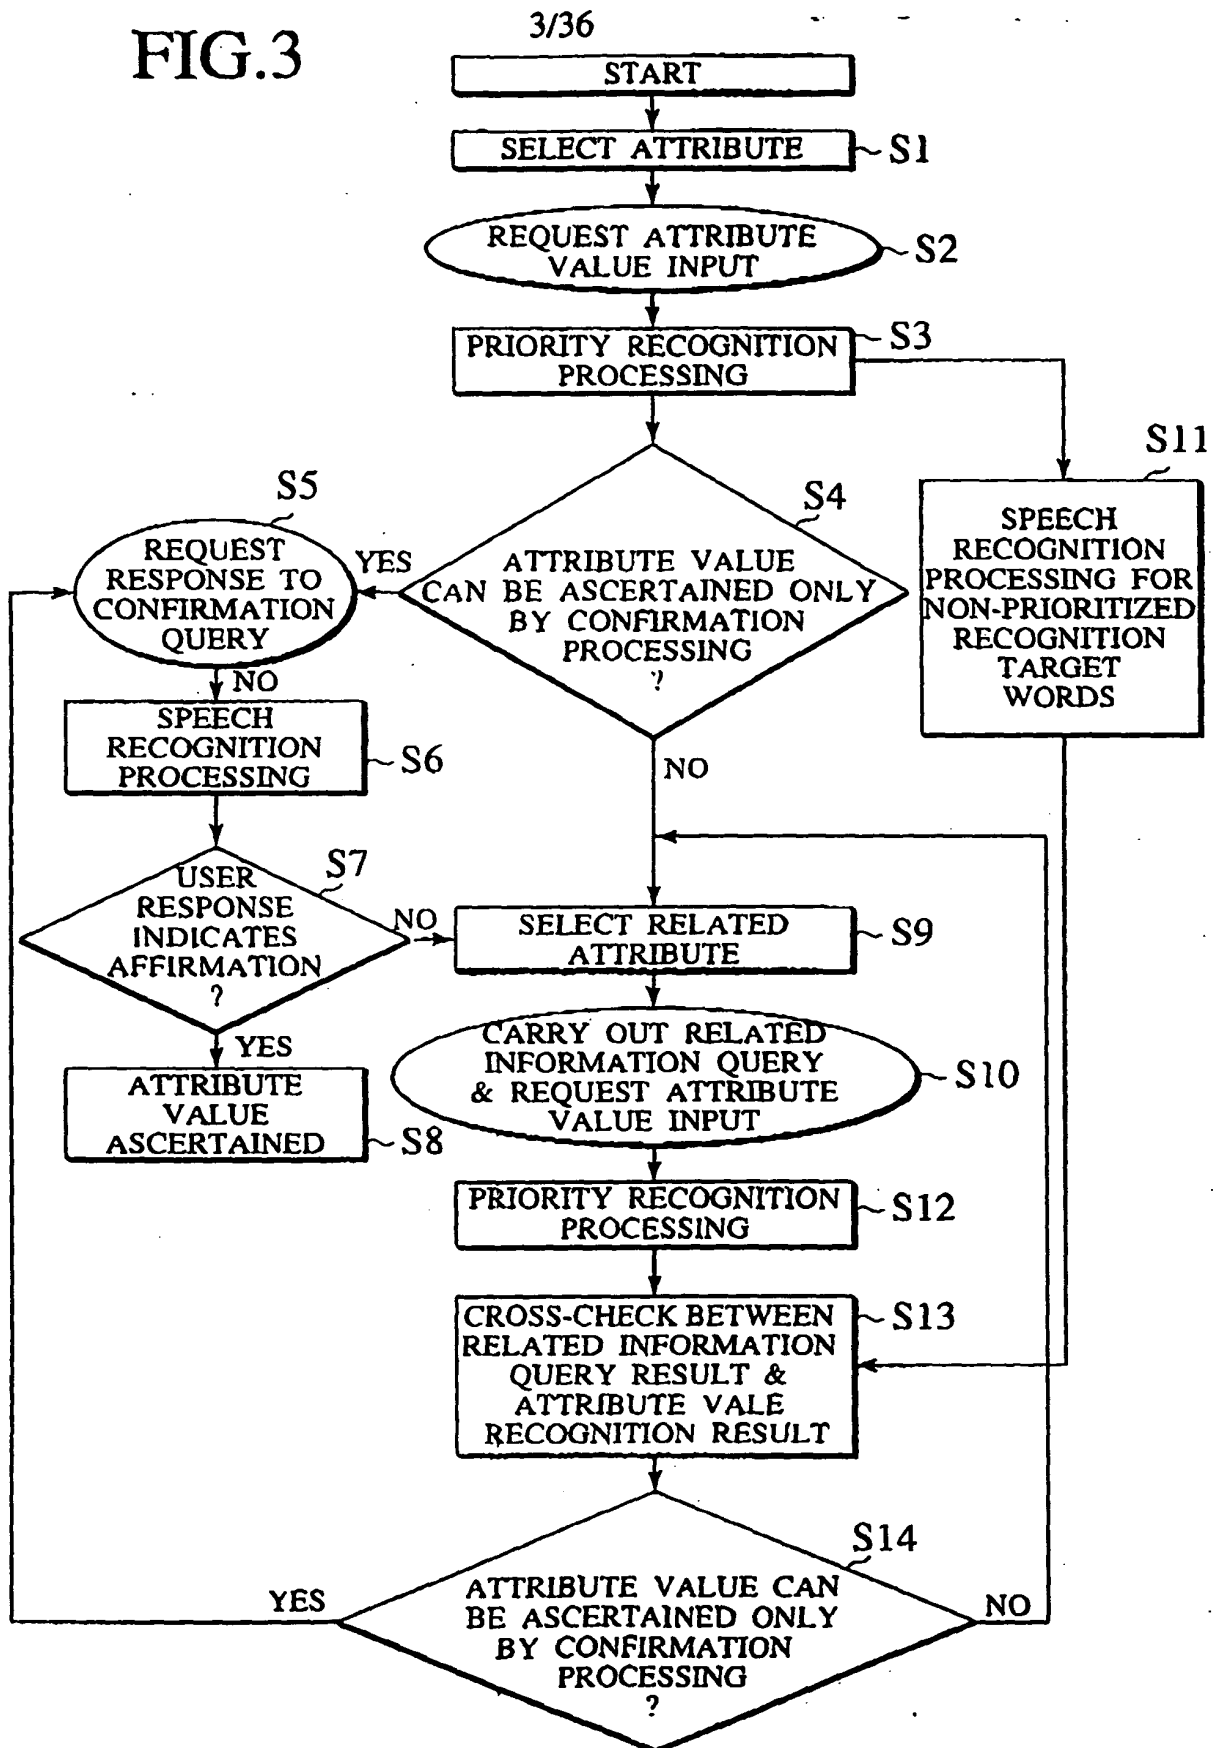 3/36
FIG.3
START
SELECT ATTRIBUTE
S1
REQUEST ATTRIBUTE
VALUE INPUT
S2
PRIORITY RECOGNITION
PROCESSING
S3
S11
SPEECH
RECOGNITION
PROCESSING FOR
NON-PRIORITIZED
RECOGNITION
TARGET
WORDS
S4
ATTRIBUTE VALUE
CAN BE ASCERTAINED ONLY
BY CONFIRMATION
PROCESSING
?
YES
NO
S5
REQUEST
RESPONSE TO
CONFIRMATION
QUERY
NO
SPEECH
RECOGNITION
PROCESSING
S6
S7
USER
RESPONSE
INDICATES
AFFIRMATION
?
NO
YES
ATTRIBUTE
VALUE
ASCERTAINED
S8
SELECT RELATED
ATTRIBUTE
S9
CARRY OUT RELATED
INFORMATION QUERY
& REQUEST ATTRIBUTE
VALUE INPUT
S10
PRIORITY RECOGNITION
PROCESSING
S12
CROSS-CHECK BETWEEN
RELATED INFORMATION
QUERY RESULT &
ATTRIBUTE VALE
RECOGNITION RESULT
S13
S14
ATTRIBUTE VALUE CAN
BE ASCERTAINED ONLY
BY CONFIRMATION
PROCESSING
?
YES
NO